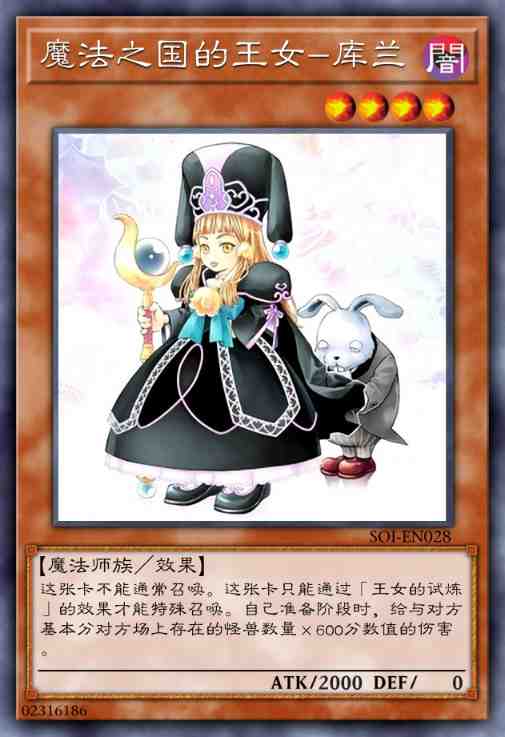 魔法之国的王女-库兰
闇
SOI-EN028
【魔法师族／效果】
这张卡不能通常召唤。这张卡只能通过「王女的试炼
」的效果才能特殊召唤。自己准备阶段时，给与对方
基本分对方场上存在的怪兽数量×600分数值的伤害
。
ATK/2000 DEF/ 0
02316186